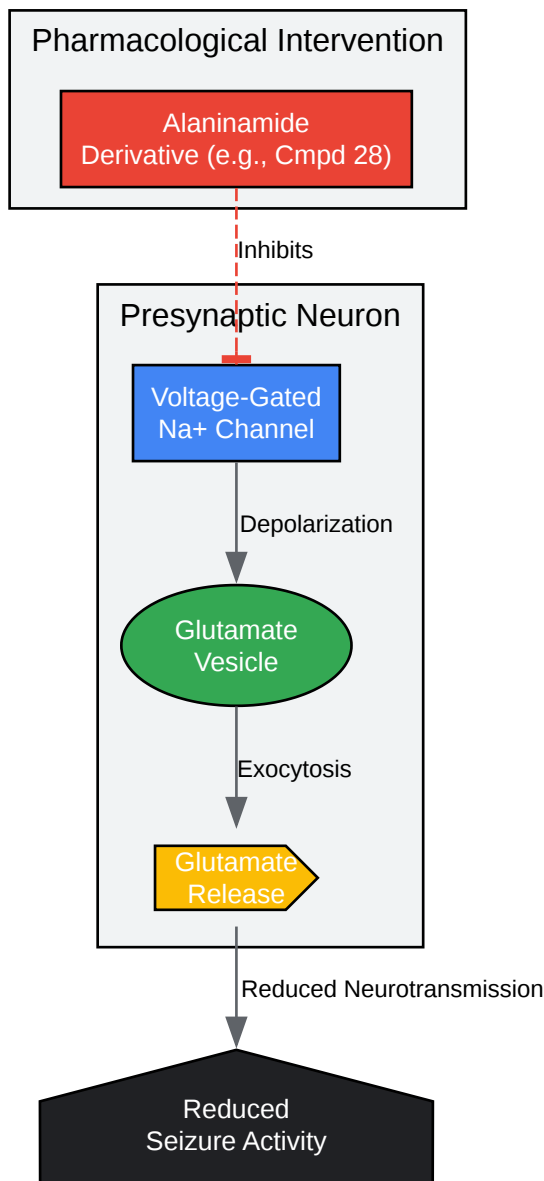 Pharmacological Intervention
Alaninamide
Derivative (e.g., Cmpd 28)
Inhibits
Presynaptic Neuron
Voltage-Gated
Na+ Channel
Depolarization
Glutamate
Vesicle
Exocytosis
Glutamate
Release
Reduced Neurotransmission
Reduced
Seizure Activity